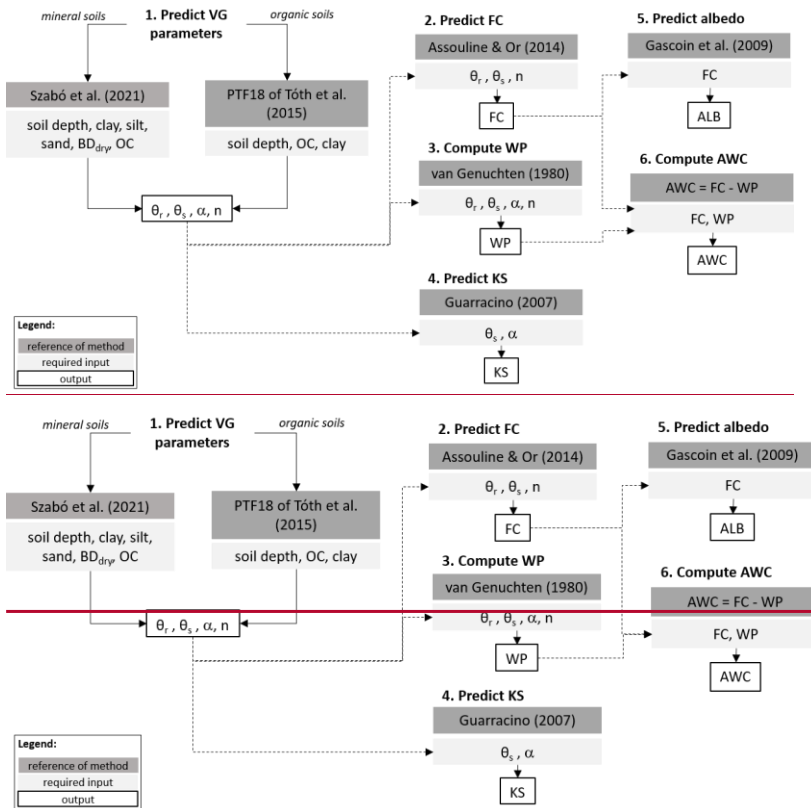 mineral soils
1. Predict VG
parameters
organic soils
Szabó et al. (2021)
soil depth, clay, silt,
sand, BDdry, OC
PTF18 of Tóth et al.
(2015)
soil depth, OC, clay
θr , θs , α, n
2. Predict FC
Assouline & Or (2014)
θr , θs , n
FC
3. Compute WP
van Genuchten (1980)
θr , θs , α, n
WP
4. Predict KS
Guarracino (2007)
θs , α
KS
5. Predict albedo
Gascoin et al. (2009)
FC
ALB
6. Compute AWC
AWC = FC - WP
FC, WP
AWC
Legend:
reference of method
required input
output
mineral soils
1. Predict VG
parameters
organic soils
Szabó et al. (2021)
soil depth, clay, silt,
sand, BDdry, OC
PTF18 of Tóth et al.
(2015)
soil depth, OC, clay
θr , θs , α, n
2. Predict FC
Assouline & Or (2014)
θr , θs , n
FC
3. Compute WP
van Genuchten (1980)
θr , θs , α, n
WP
4. Predict KS
Guarracino (2007)
θs , α
KS
5. Predict albedo
Gascoin et al. (2009)
FC
ALB
6. Compute AWC
AWC = FC - WP
FC, WP
AWC
Legend:
reference of method
required input
output